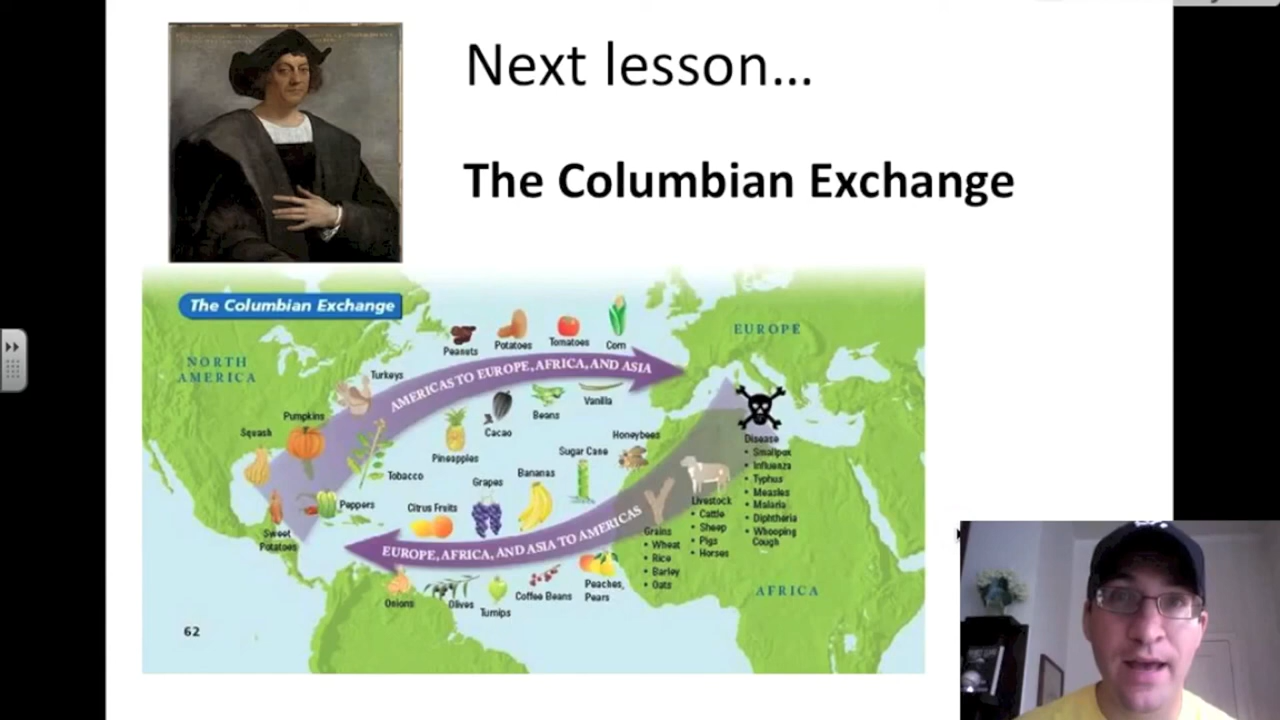 Next lesson…
The Columbian Exchange
The Columbian Exchange
NORTH
AMERICA
EUROPE
AFRICA
Peanuts
Potatoes
Tomatoes
Corn
Turkeys
AMERICAS TO EUROPE, AFRICA, AND ASIA
Pumpkins
Squash
Beans
Vanilla
Cacao
Pineapples
Tobacco
Peppers
Sweet
Potatoes
Honeybees
Sugar Cane
Bananas
Grapes
Citrus Fruits
EUROPE, AFRICA, AND ASIA TO AMERICAS
Onions
Olives
Turnips
Coffee Beans
Peaches,
Pears
Grains
• Wheat
• Rice
• Barley
• Oats
Livestock
• Cattle
• Sheep
• Pigs
• Horses
Disease
• Smallpox
• Influenza
• Typhus
• Measles
• Malaria
• Diphtheria
• Whooping
Cough
62